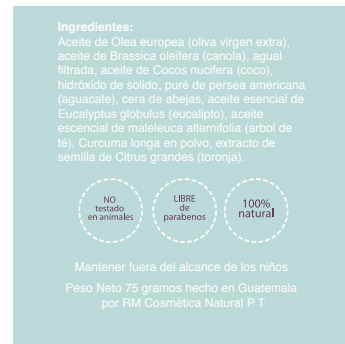 Ingredientes:
Aceite de Olea europea (oliva virgen extra),
aceite de Brassica oleifera (canola), agual
filtrada, aceite de Cocos nucifera (coco),
hidróxido de solido, puré de persea americana
(aguacate), cera de abejas, aceite esencial de
Eucalyptus globulus (eucalipto), aceite
escencial de maleleuca alternifolia (arbol de
té), Curcuma longa en polvo, extracto de
semilla de Citrus grandes (toronja).
NO
testado
en animales
LIBRE
de
parabenos
100%
natural
Mantener fuera del alcance de los niños
Peso Neto 75 gramos hecho en Guatemala
por RM Cosmética Natural P T